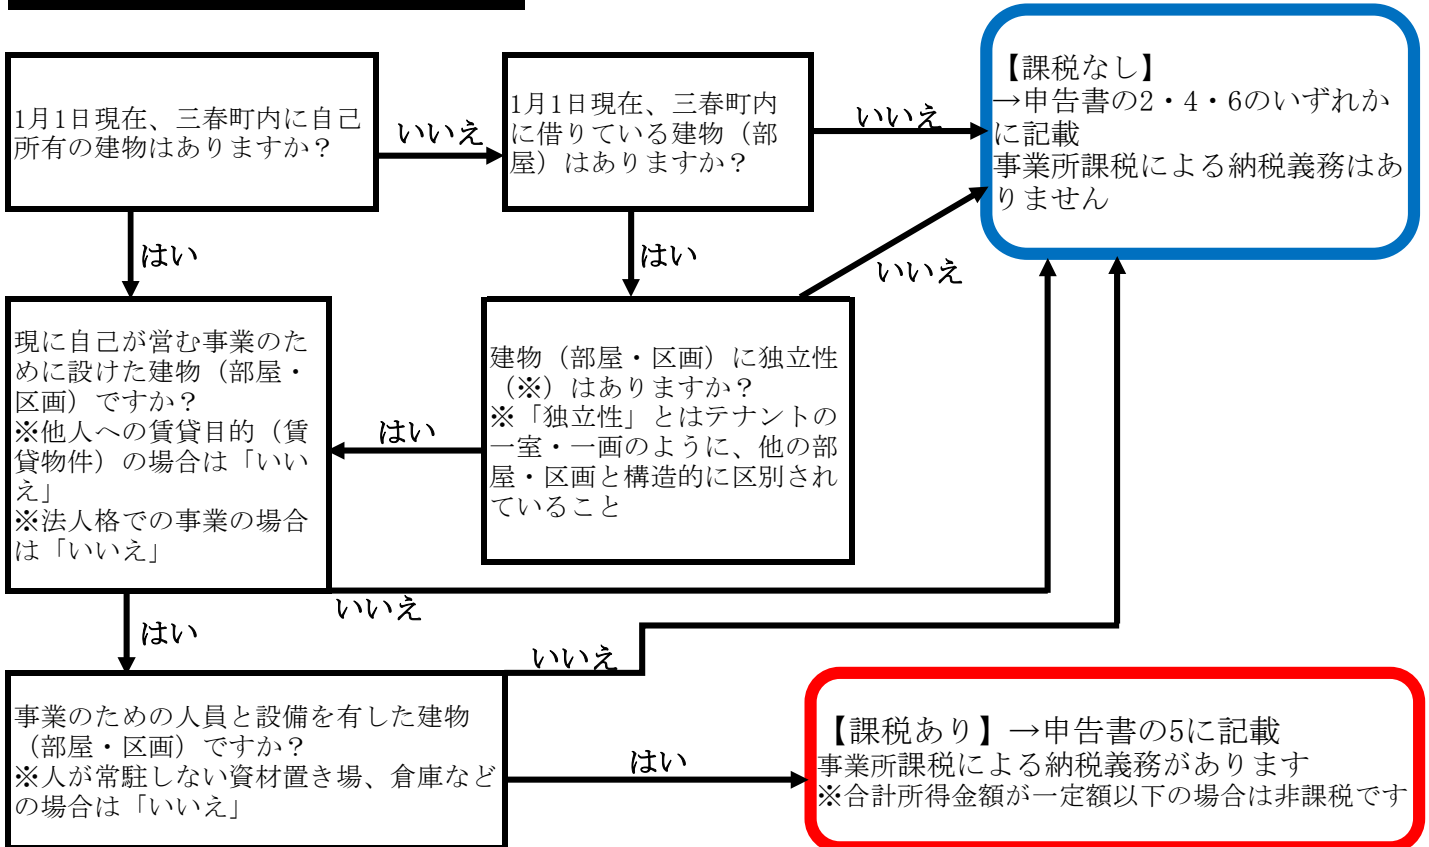 1月1日現在、三春町内に自己
所有の建物はありますか？
いいえ
1月1日現在、三春町内
に借りている建物（部
屋）はありますか？
いいえ
【課税なし】
→申告書の2・4・6のいずれか
に記載
事業所課税による納税義務はあ
りません
はい
はい
いいえ
現に自己が営む事業のた
めに設けた建物（部屋・
区画）ですか？
※他人への賃貸目的（賃
貸物件）の場合は「いい
え」
※法人格での事業の場合
は「いいえ」
はい
建物（部屋・区画）に独立性
（※）はありますか？
※「独立性」とはテナントの
一室・一画のように、他の部
屋・区画と構造的に区別され
ていること
いいえ
はい
いいえ
事業のための人員と設備を有した建物
（部屋・区画）ですか？
※人が常駐しない資材置き場、倉庫など
の場合は「いいえ」
はい
【課税あり】→申告書の5に記載
事業所課税による納税義務があります
※合計所得金額が一定額以下の場合は非課税です